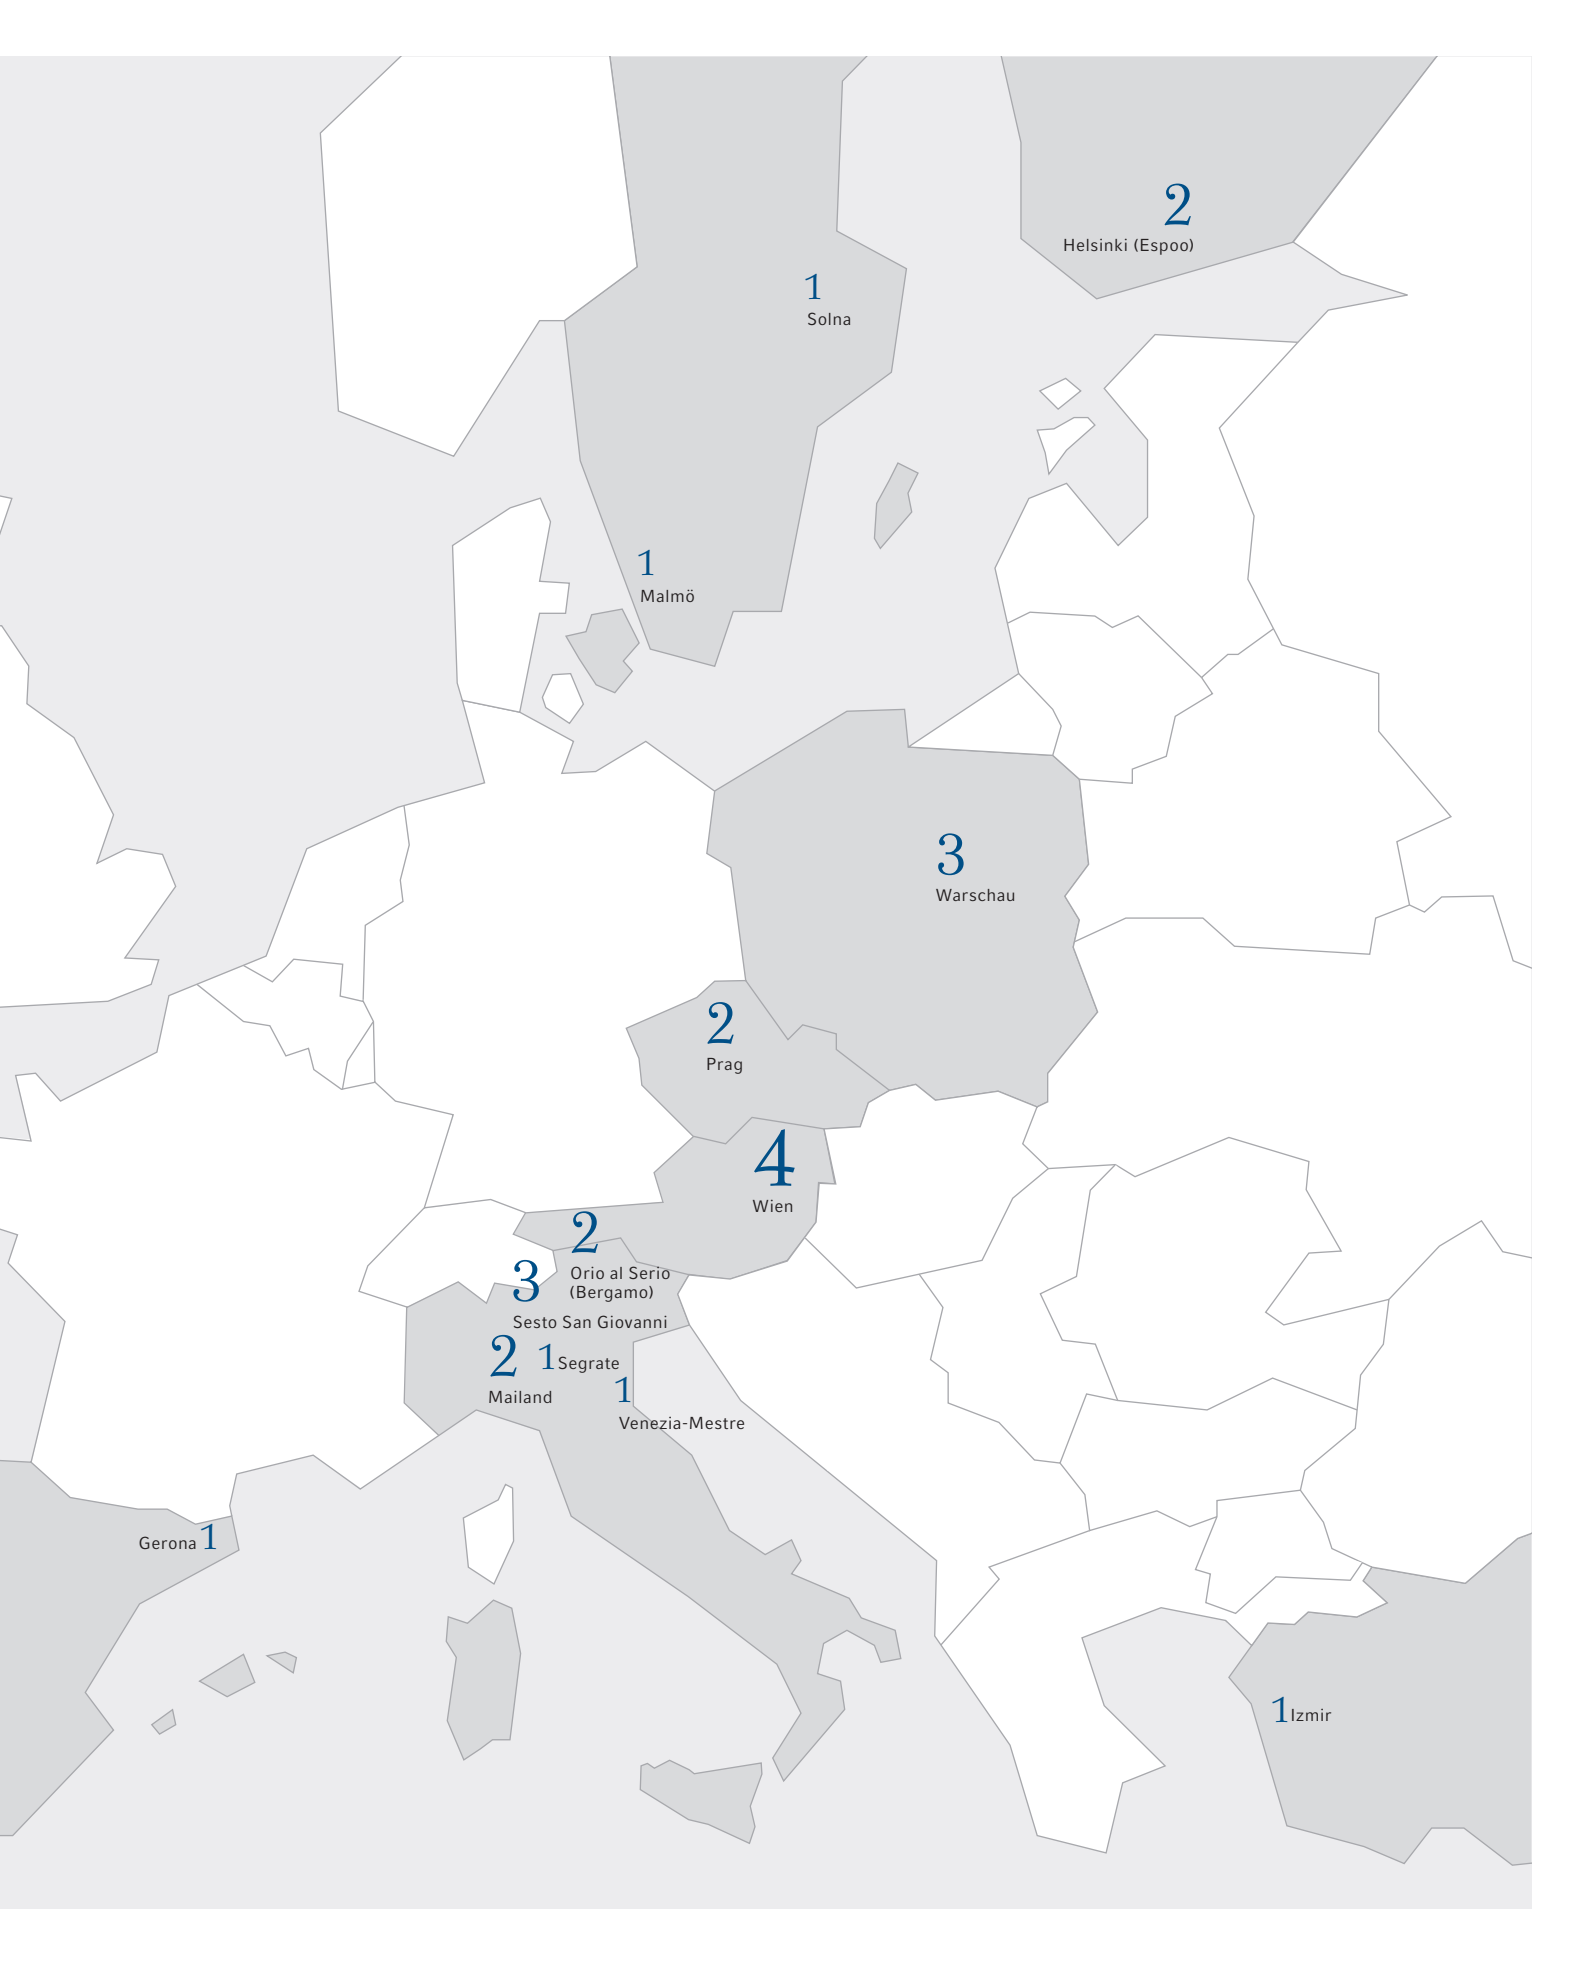 2
Helsinki (Espoo)
1
Solna
1
Malmö
3
Warschau
2
Prag
4
Wien
2
Orio al Serio
(Bergamo)
3
Sesto San Giovanni
2
Mailand
1 Segrate
1
Venezia-Mestre
Gerona 1
1 Izmir